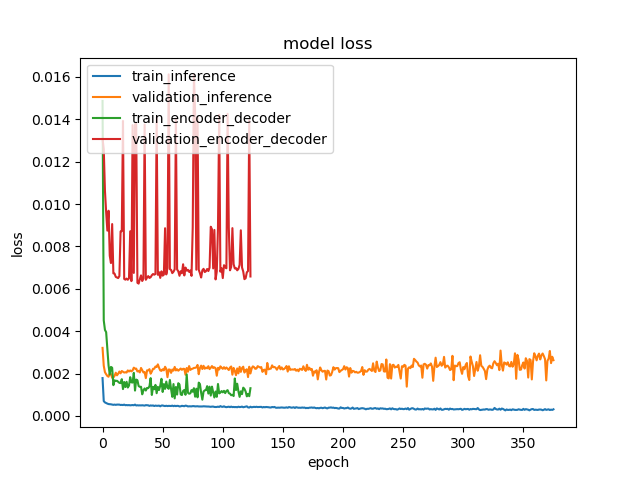 model loss
train_inference
validation_inference
train_encoder_decoder
validation_encoder_decoder
loss
0.016
0.014
0.012
0.010
0.008
0.006
0.004
0.002
0.000
0 50 100 150 200 250 300 350
epoch